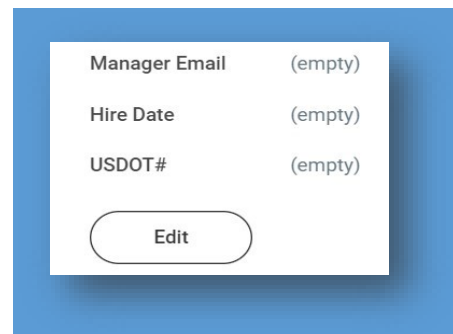 Manager Email (empty)
Hire Date (empty)
USDOT# (empty)
Edit